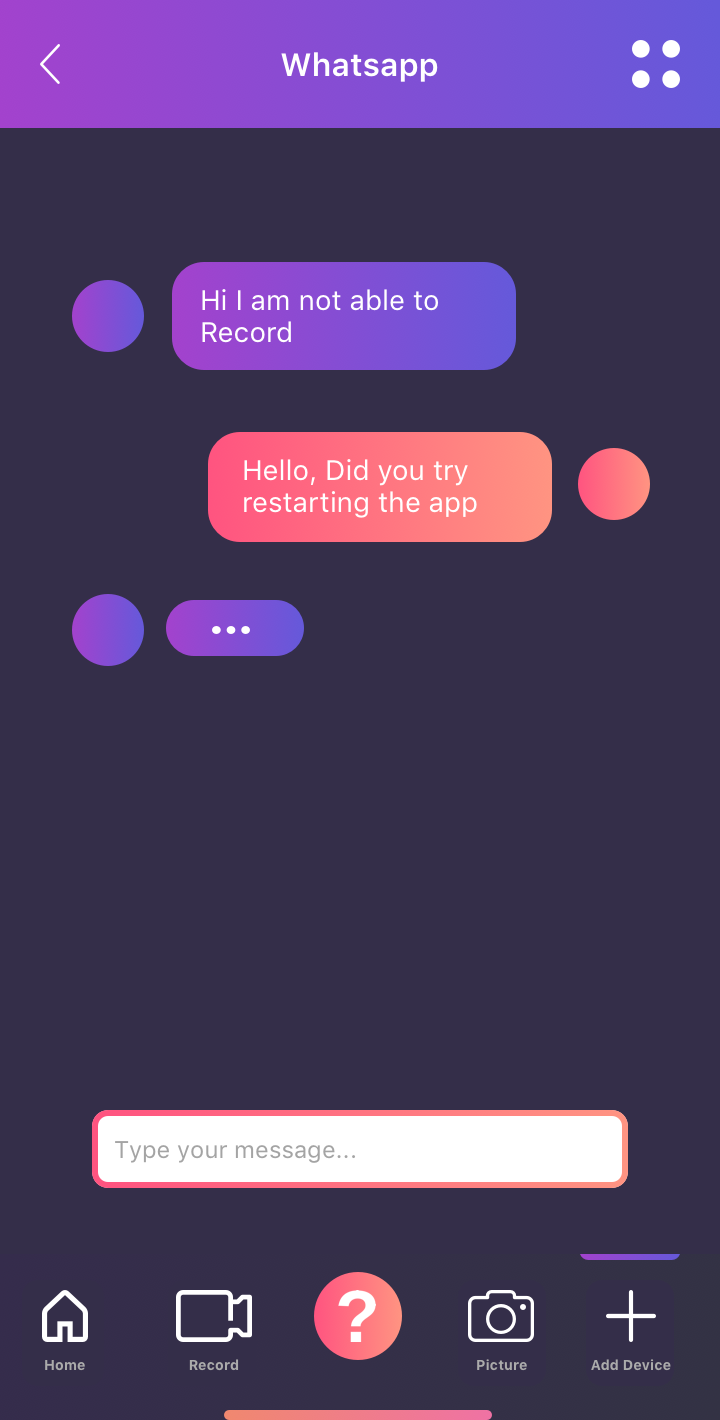 Whatsapp
Hi I am not able to
Record
Hello, Did you try
restarting the app
•••
Type your message...
?
Home
Record
Picture
Add Device